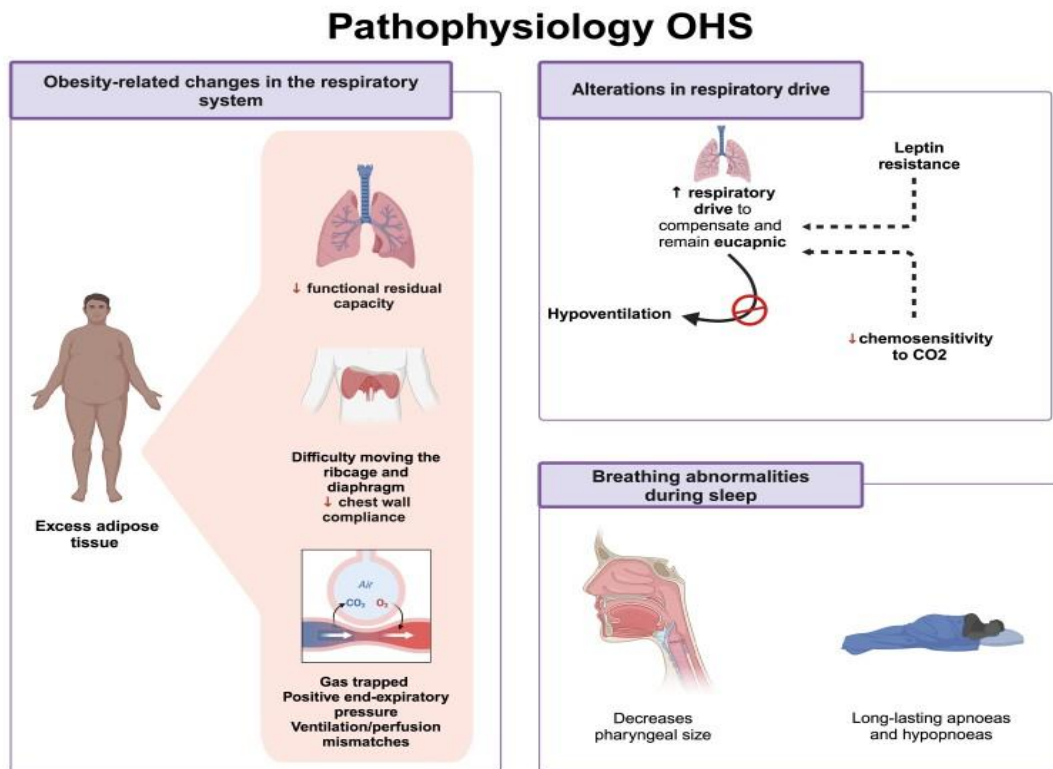 Pathophysiology OHS
Obesity-related changes in the respiratory
system
↓ functional residual
capacity
Difficulty moving the
ribcage and
diaphragm
↓ chest wall
compliance
Excess adipose
tissue
Air
CO₂ O₂
Gas trapped
Positive end-expiratory
pressure
Ventilation/perfusion
mismatches
Alterations in respiratory drive
↑ respiratory
drive to
compensate and
remain eucapnic
Leptin
resistance
Hypoventilation
↓chemosensitivity
to CO2
Breathing abnormalities
during sleep
Decreases
pharyngeal size
Long-lasting apnoeas
and hypopnoeas